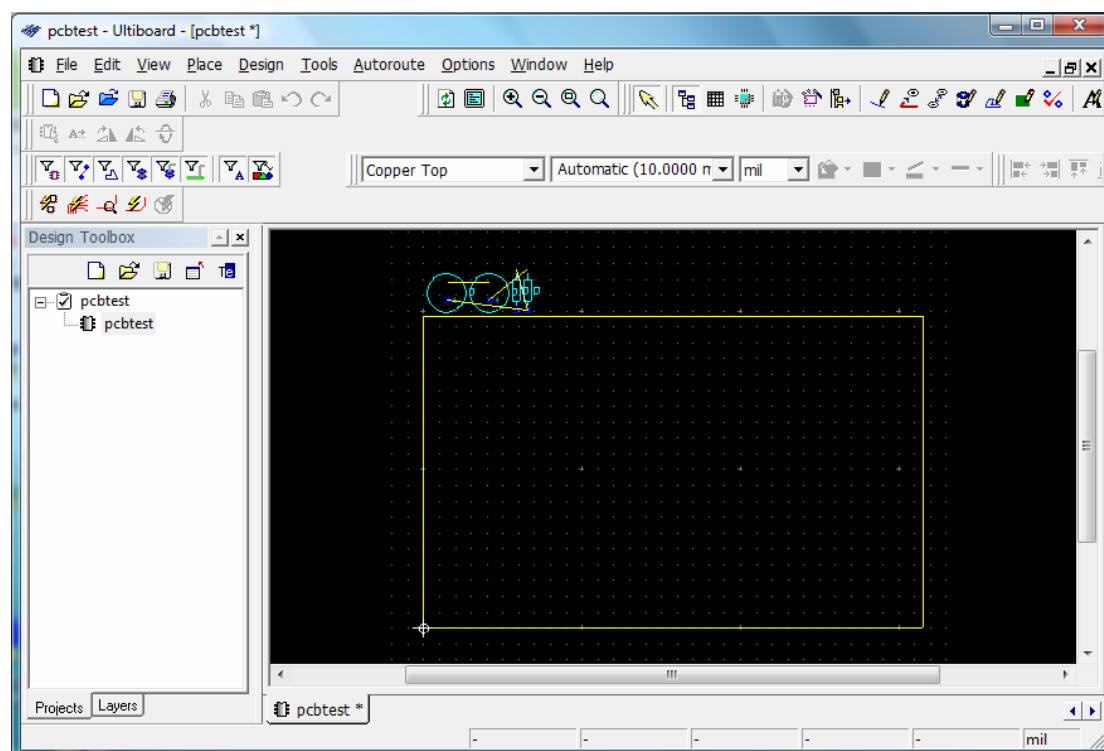 pcbtest - Ultiboard - [pcbtest *]
File Edit View Place Design Tools Autoroute Options Window Help
Copper Top Automatic (10.0000 m mil
Design Toolbox
pcbtest
pcbtest
Projects Layers
pcbtest *
- - - - - mil